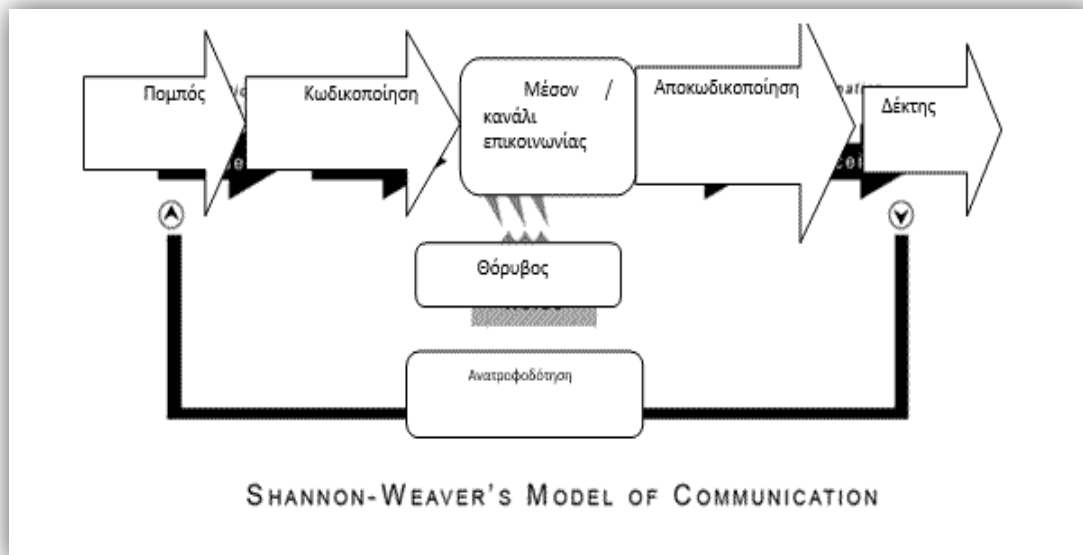 Πομπός
Κωδικοποίηση
Μέσον /
κανάλι
επικοινωνίας
Αποκωδικοποίηση
Δέκτης
Θόρυβος
Ανατροφοδότηση
SHANNON-WEAVER'S MODEL OF COMMUNICATION